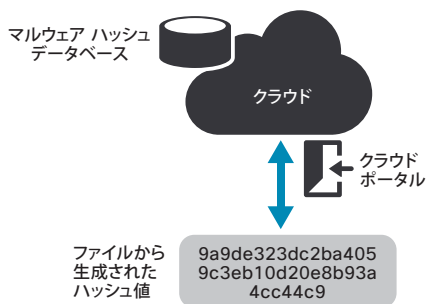 マルウェア ハッシュ
データベース
クラウド
クラウド
ポータル
ファイルから
生成された
ハッシュ値
9a9de323dc2ba405
9c3eb10d20e8b93a
4cc44c9